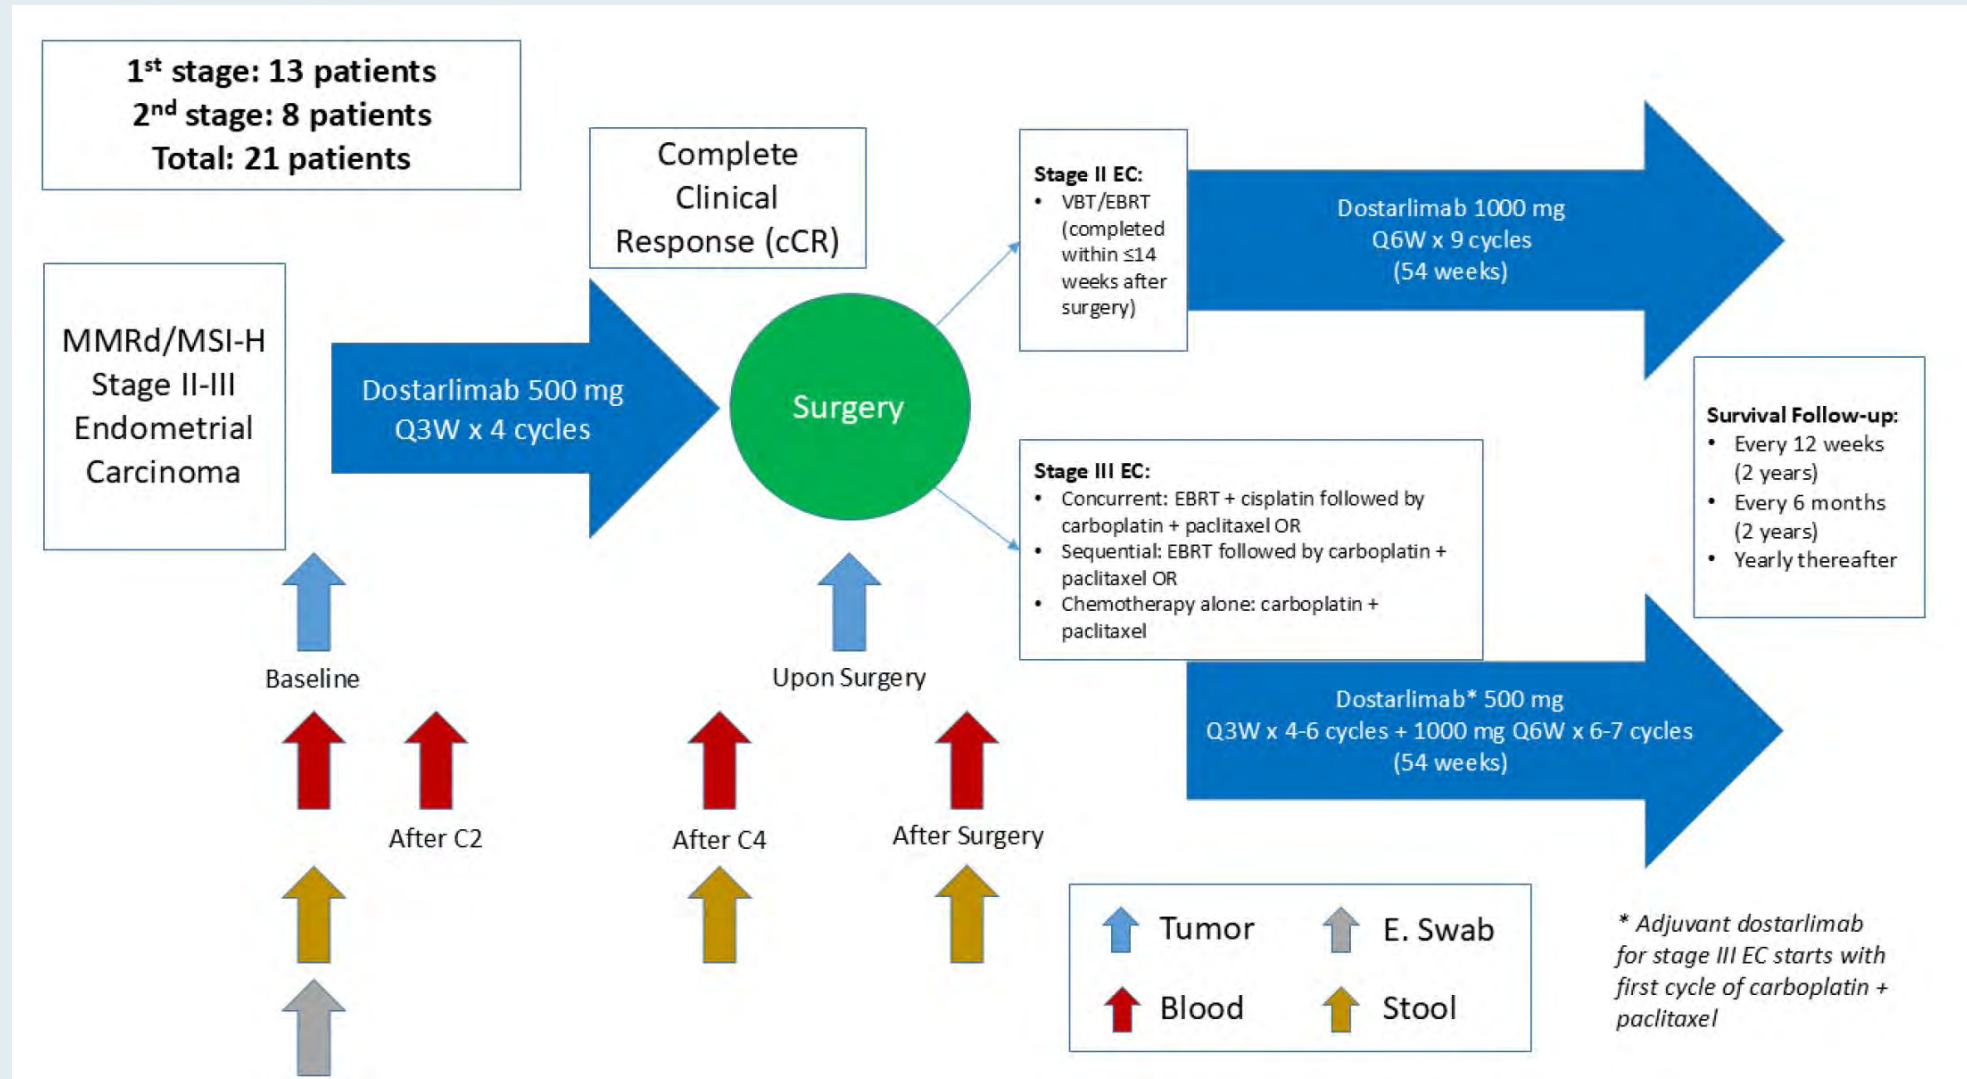 1st stage: 13 patients
2nd stage: 8 patients
Total: 21 patients
MMRd/MSI-H
Stage II-III
Endometrial
Carcinoma
Dostarlimab 500 mg
Q3W x 4 cycles
Complete
Clinical
Response (cCR)
Surgery
Stage II EC:
• VBT/EBRT
(completed
within ≤14
weeks after
surgery)
Dostarlimab 1000 mg
Q6W x 9 cycles
(54 weeks)
Stage III EC:
• Concurrent: EBRT + cisplatin followed by
carboplatin + paclitaxel OR
• Sequential: EBRT followed by carboplatin +
paclitaxel OR
• Chemotherapy alone: carboplatin +
paclitaxel
Dostarlimab* 500 mg
Q3W x 4-6 cycles + 1000 mg Q6W x 6-7 cycles
(54 weeks)
Survival Follow-up:
• Every 12 weeks
(2 years)
• Every 6 months
(2 years)
• Yearly thereafter
Baseline
Upon Surgery
After C2
After C4
After Surgery
Tumor
E. Swab
Blood
Stool
* Adjuvant dostarlimab
for stage III EC starts with
first cycle of carboplatin +
paclitaxel